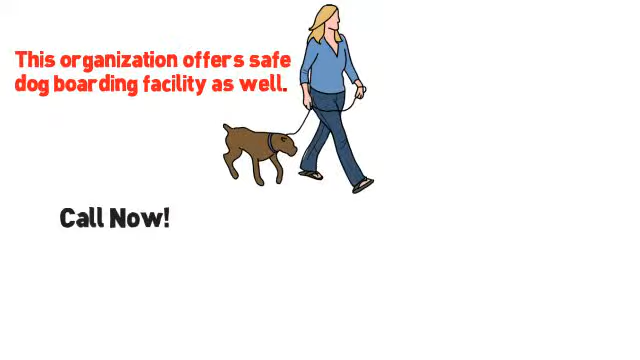 This organization offers safe
dog boarding facility as well.
Call Now!